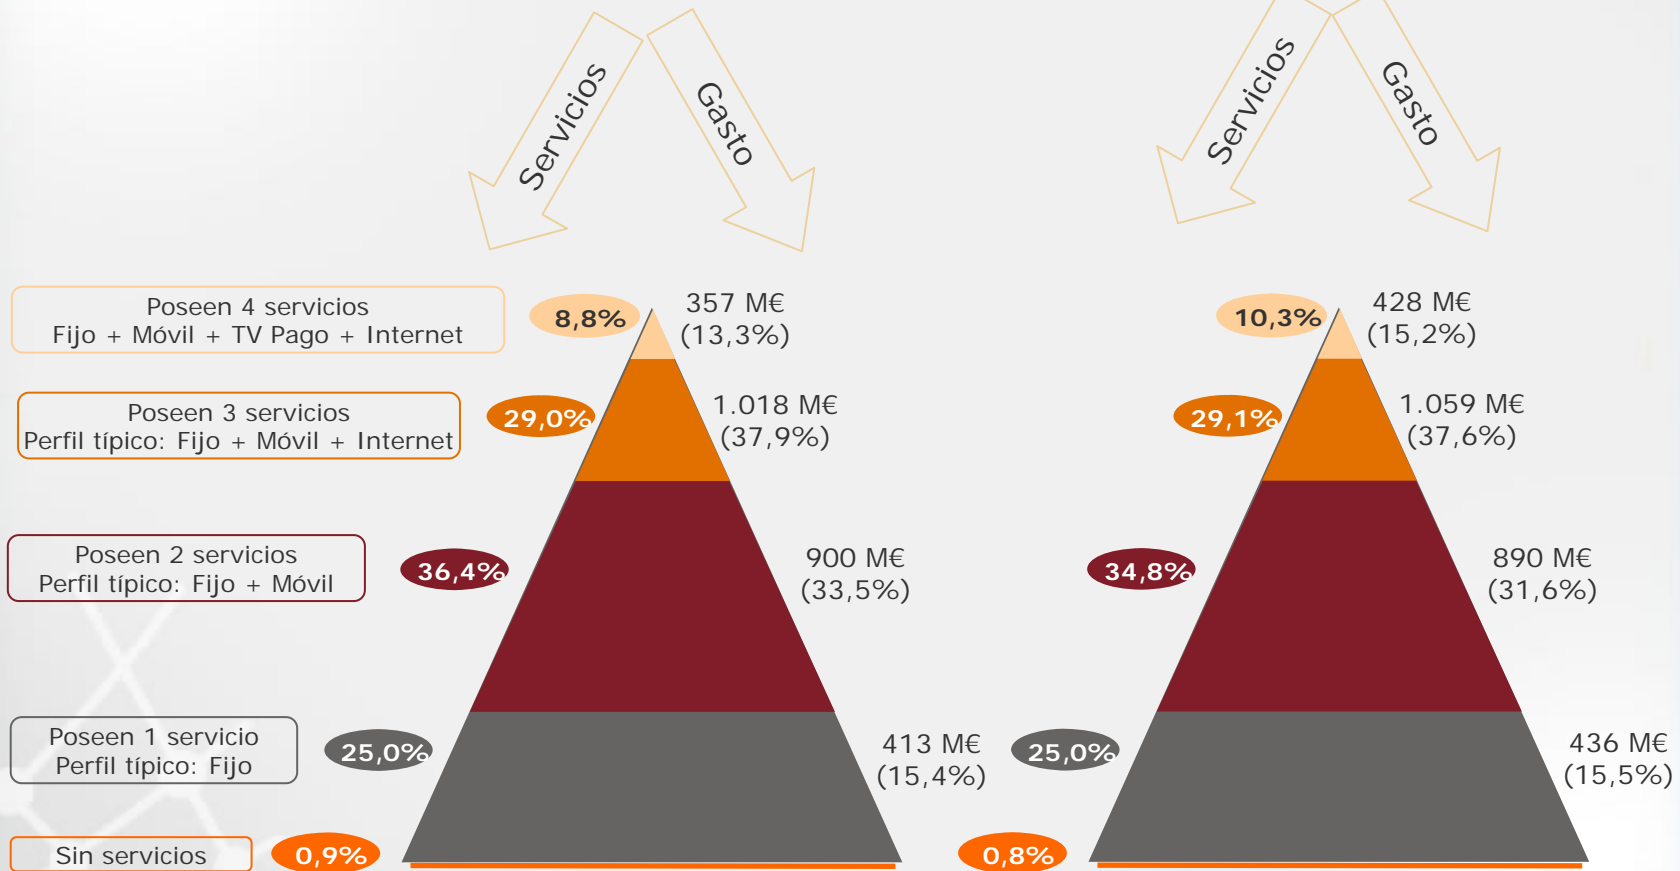 Servicios
Gasto
Servicios
Gasto
Poseen 4 servicios
Fijo + Móvil + TV Pago + Internet
8,8%
357 M€
(13,3%)
10,3%
428 M€
(15,2%)
Poseen 3 servicios
Perfil típico: Fijo + Móvil + Internet
29,0%
1.018 M€
(37,9%)
29,1%
1.059 M€
(37,6%)
Poseen 2 servicios
Perfil típico: Fijo + Móvil
36,4%
900 M€
(33,5%)
34,8%
890 M€
(31,6%)
Poseen 1 servicio
Perfil típico: Fijo
25,0%
413 M€
(15,4%)
25,0%
436 M€
(15,5%)
Sin servicios
0,9%
0,8%